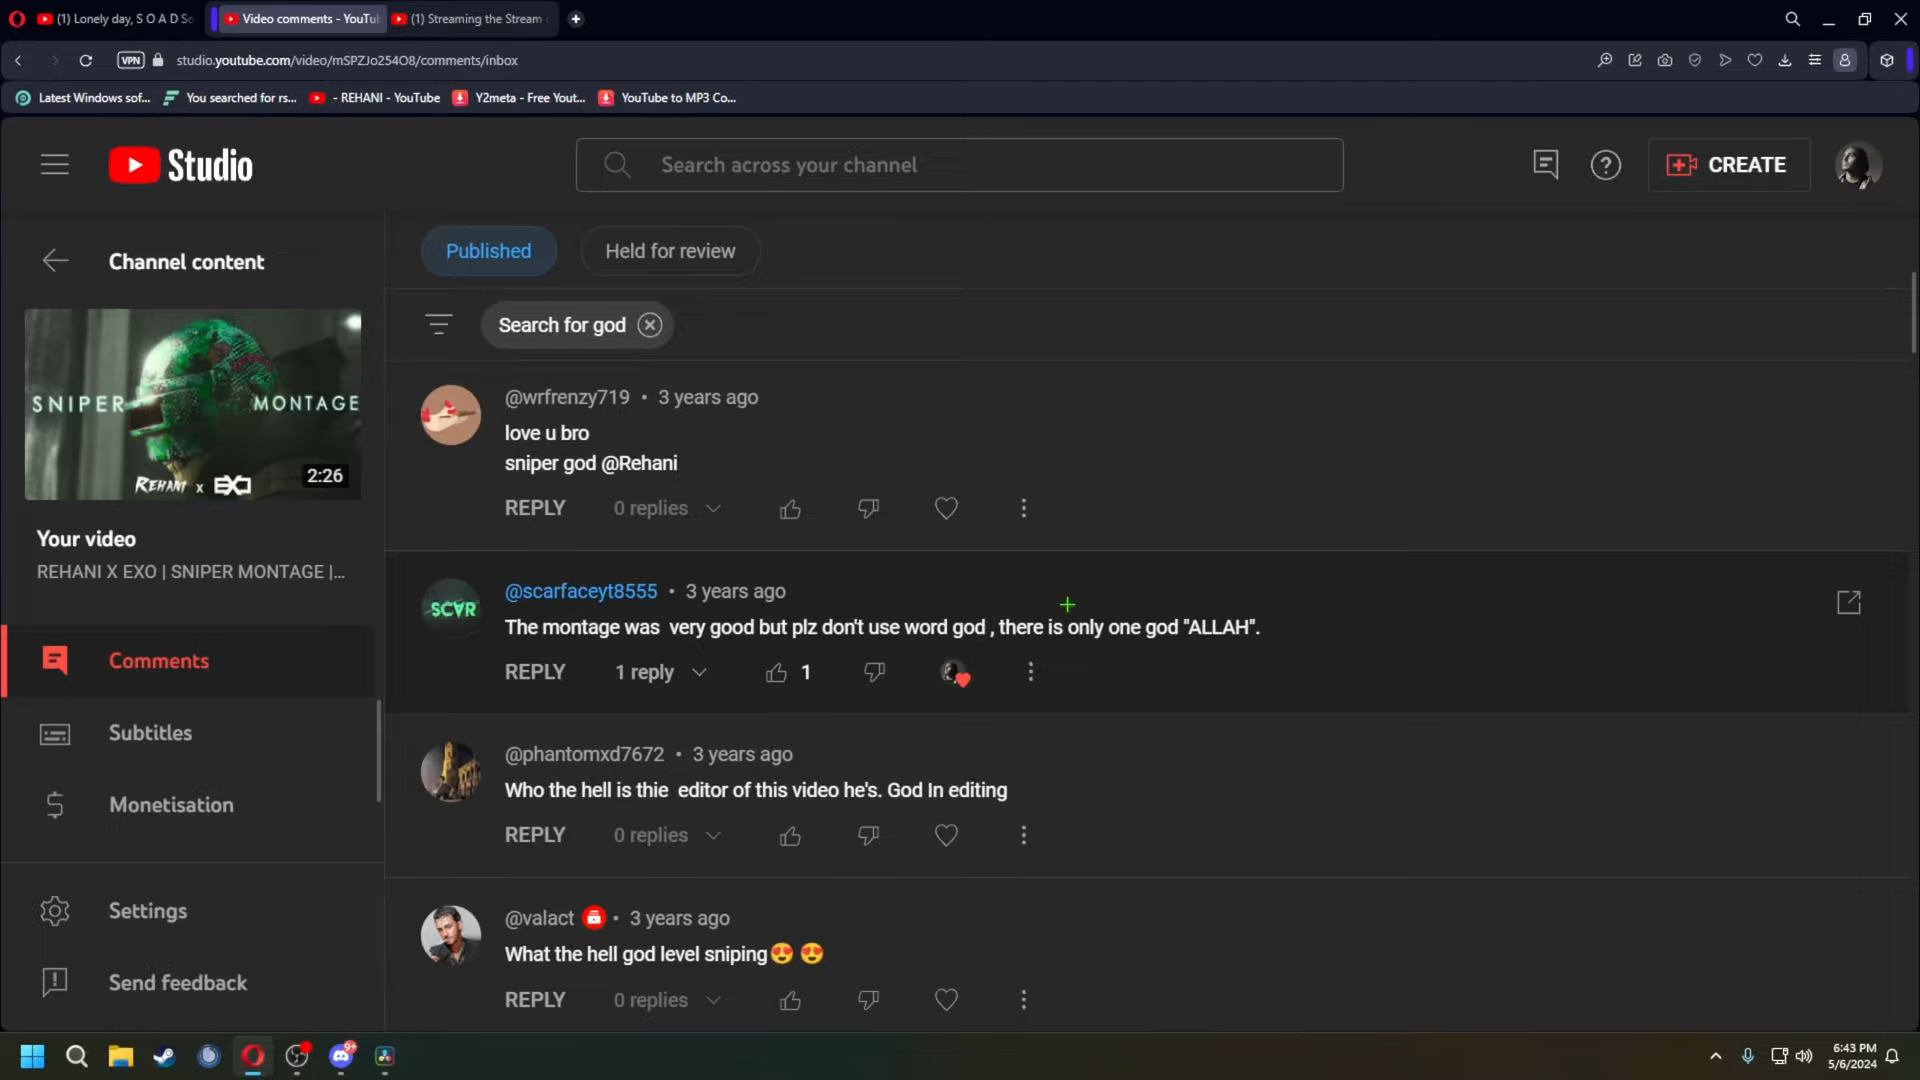 (1) Lonely day, S O A D So
Video comments - YouTu
(1) Streaming the Stream
VPN
studio.youtube.com/video/mSPZJo254O8/comments/inbox
Latest Windows sof...
You searched for rs...
- REHANI - YouTube
Y2meta - Free Yout...
YouTube to MP3 Co...
Studio
Search across your channel
CREATE
Channel content
Published
Held for review
Search for god
SNIPER MONTAGE
REHANI x EXO
2:26
Your video
REHANI X EXO | SNIPER MONTAGE |...
Comments
Subtitles
Monetisation
Settings
Send feedback
@wrfrenzy719 • 3 years ago
love u bro
sniper god @Rehani
REPLY 0 replies
SCVR
@scarfaceyt8555 • 3 years ago
The montage was very good but plz don't use word god , there is only one god "ALLAH".
REPLY 1 reply 1
@phantomxd7672 • 3 years ago
Who the hell is thie editor of this video he's. God In editing
REPLY 0 replies
@valact • 3 years ago
What the hell god level sniping😍 😍
REPLY 0 replies
9+
6:43 PM
5/6/2024